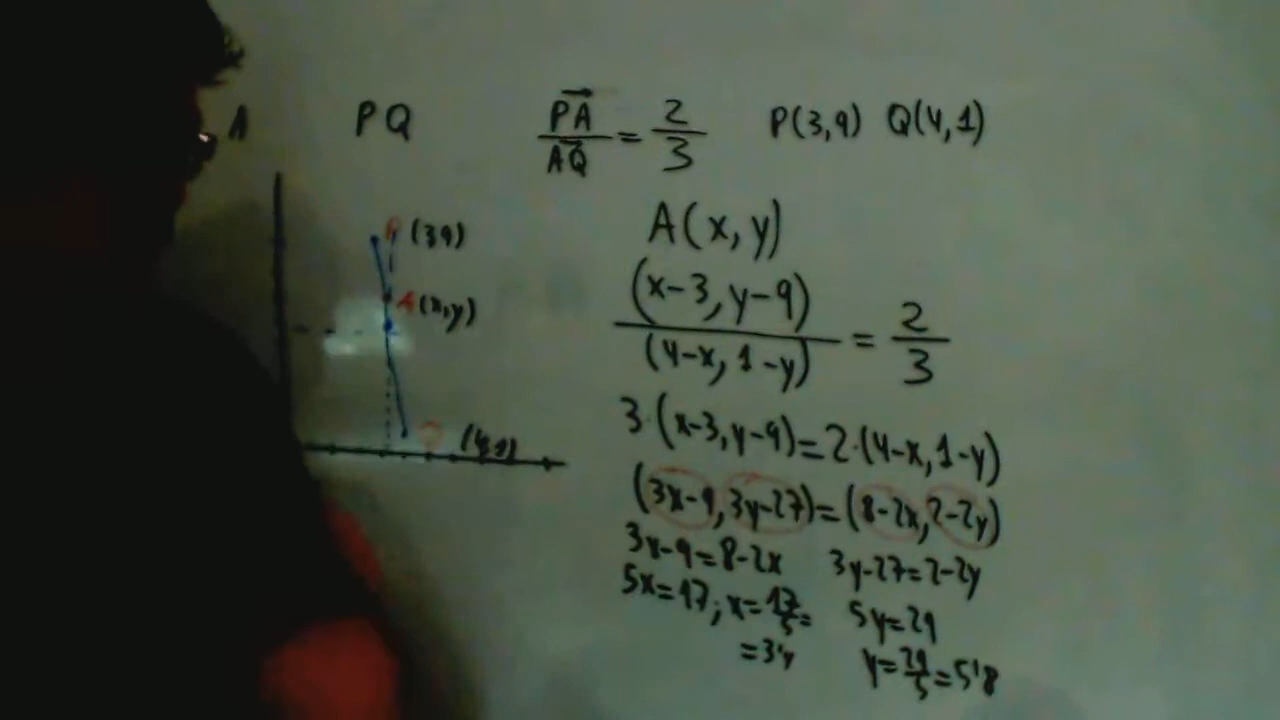 A PQ PA/AQ = 2/3 P(3,9) Q(4,1)
A(x,y)
P (3 9)
(x-3, y-9)/(4-x, 1-y) = 2/3
A (x,y)
3·(x-3,y-9)=2·(4-x,1-y)
(4,1)
(3x-9,3y-27)=(8-2x,2-2y)
3x-9=8-2x 3y-27=2-2y
5x=17; x=17/5= 5y=29
=3'4 y=29/5=5'8